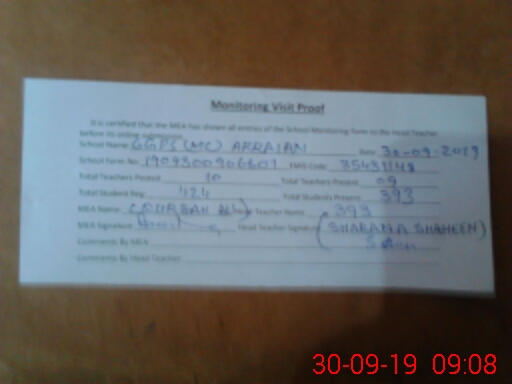 Monitoring Visit Proof
It is certified that the MEA has shown all entries of the School Monitoring Form to the Head Teacher
before its online submission
School Name: GGPS (MC) ARRAIAN Date: 30-09-2019
School Form No. EMIS Code: 35431148
Total Teachers Posted: 10 Total Teachers Present: 09
Total Student Reg: 424 Total Students Present: 393
MEA Name: Head Teacher Name: 393
MEA Signature: Head Teacher Signature: (SHABANA SHAHEEN)
Comments By MEA
Comments By Head Teacher
30-09-19 09:08